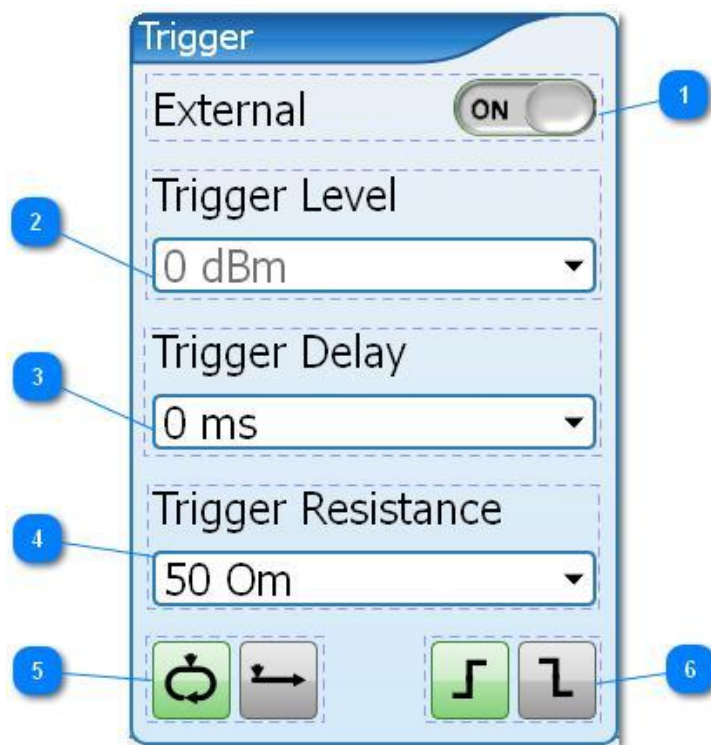 Trigger
External
ON
1
Trigger Level
2
0 dBm
Trigger Delay
3
0 ms
Trigger Resistance
4
50 Om
5
6